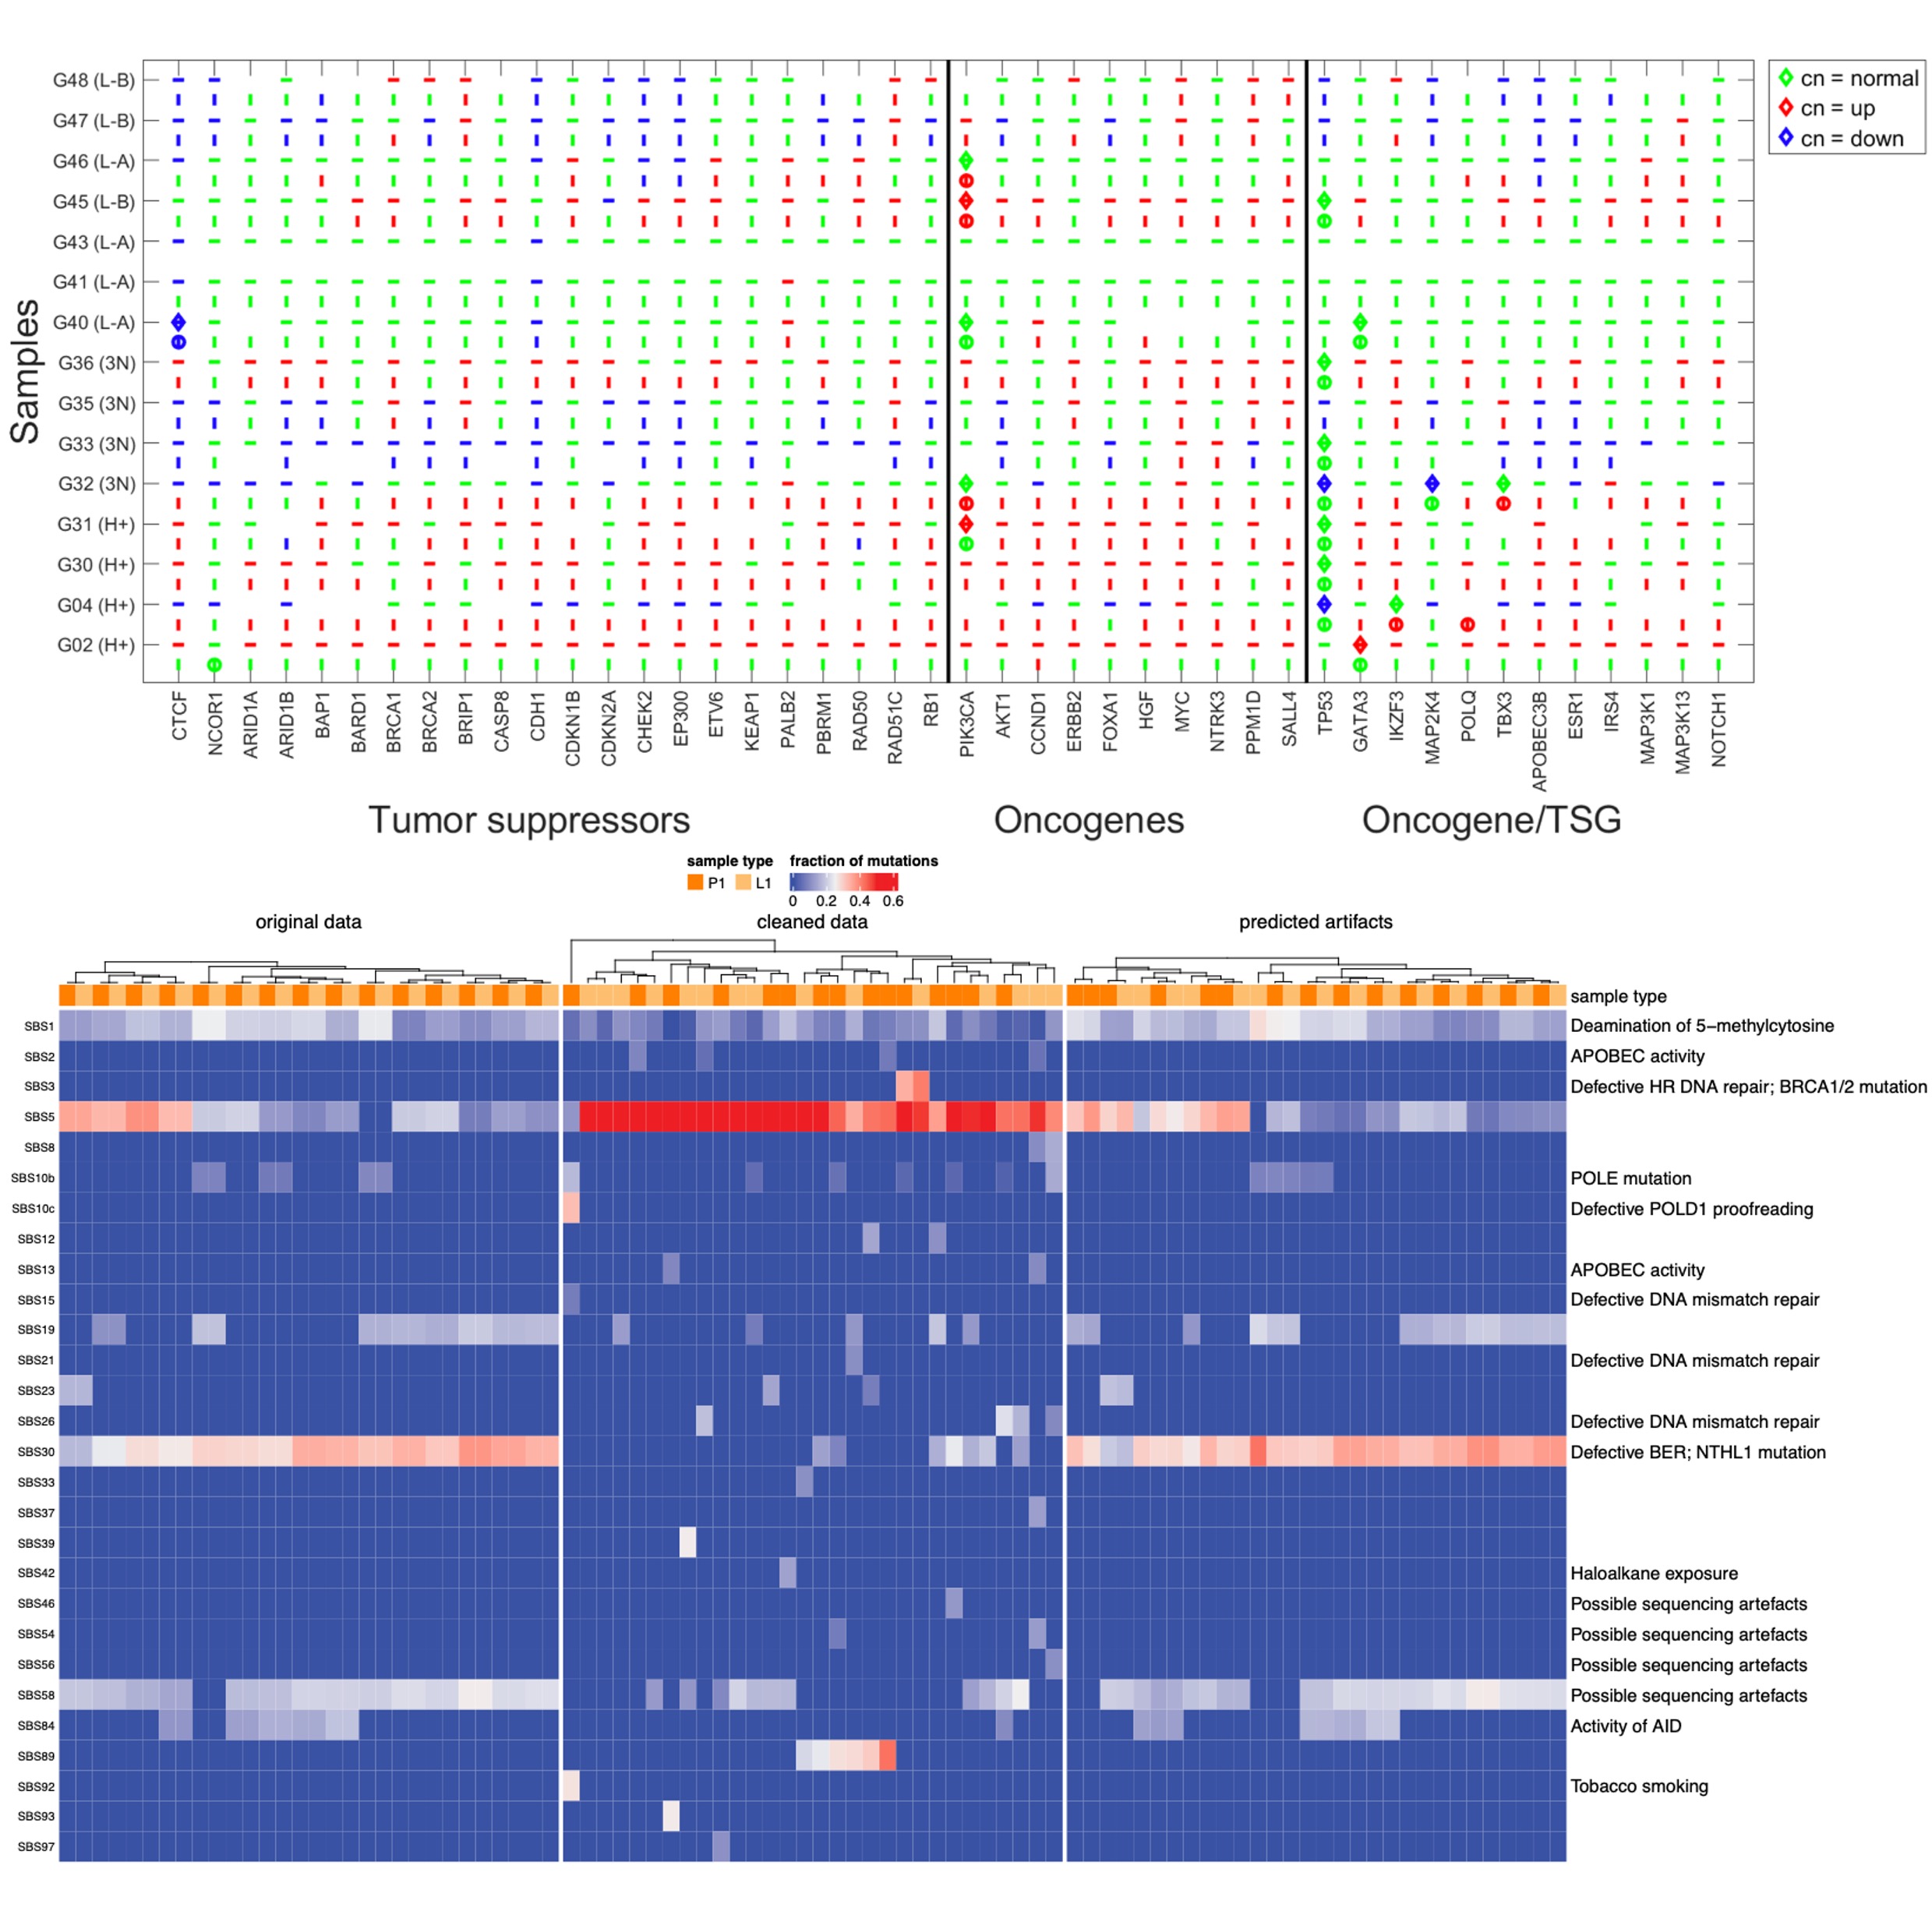 cn = normal
cn = up
cn = down
Samples
G48 (L-B)
G47 (L-B)
G46 (L-A)
G45 (L-B)
G43 (L-A)
G41 (L-A)
G40 (L-A)
G36 (3N)
G35 (3N)
G33 (3N)
G32 (3N)
G31 (H+)
G30 (H+)
G04 (H+)
G02 (H+)
CTCF
NCOR1
ARID1A
ARID1B
BAP1
BARD1
BRCA1
BRCA2
BRIP1
CASP8
CDH1
CDKN1B
CDKN2A
CHEK2
EP300
ETV6
KEAP1
PALB2
PBRM1
RAD50
RAD51C
RB1
PIK3CA
AKT1
CCND1
ERBB2
FOXA1
HGF
MYC
NTRK3
PPM1D
SALL4
TP53
GATA3
IKZF3
MAP2K4
POLQ
TBX3
APOBEC3B
ESR1
IRS4
MAP3K1
MAP3K13
NOTCH1
Tumor suppressors
Oncogenes
Oncogene/TSG
sample type
P1 L1
fraction of mutations
0 0.2 0.4 0.6
original data
cleaned data
predicted artifacts
sample type
SBS1 Deamination of 5−methylcytosine
SBS2 APOBEC activity
SBS3 Defective HR DNA repair; BRCA1/2 mutation
SBS5
SBS8
SBS10b POLE mutation
SBS10c Defective POLD1 proofreading
SBS12
SBS13 APOBEC activity
SBS15 Defective DNA mismatch repair
SBS19
SBS21 Defective DNA mismatch repair
SBS23
SBS26 Defective DNA mismatch repair
SBS30 Defective BER; NTHL1 mutation
SBS33
SBS37
SBS39
SBS42 Haloalkane exposure
SBS46 Possible sequencing artefacts
SBS54 Possible sequencing artefacts
SBS56 Possible sequencing artefacts
SBS58 Possible sequencing artefacts
SBS84 Activity of AID
SBS89
SBS92 Tobacco smoking
SBS93
SBS97